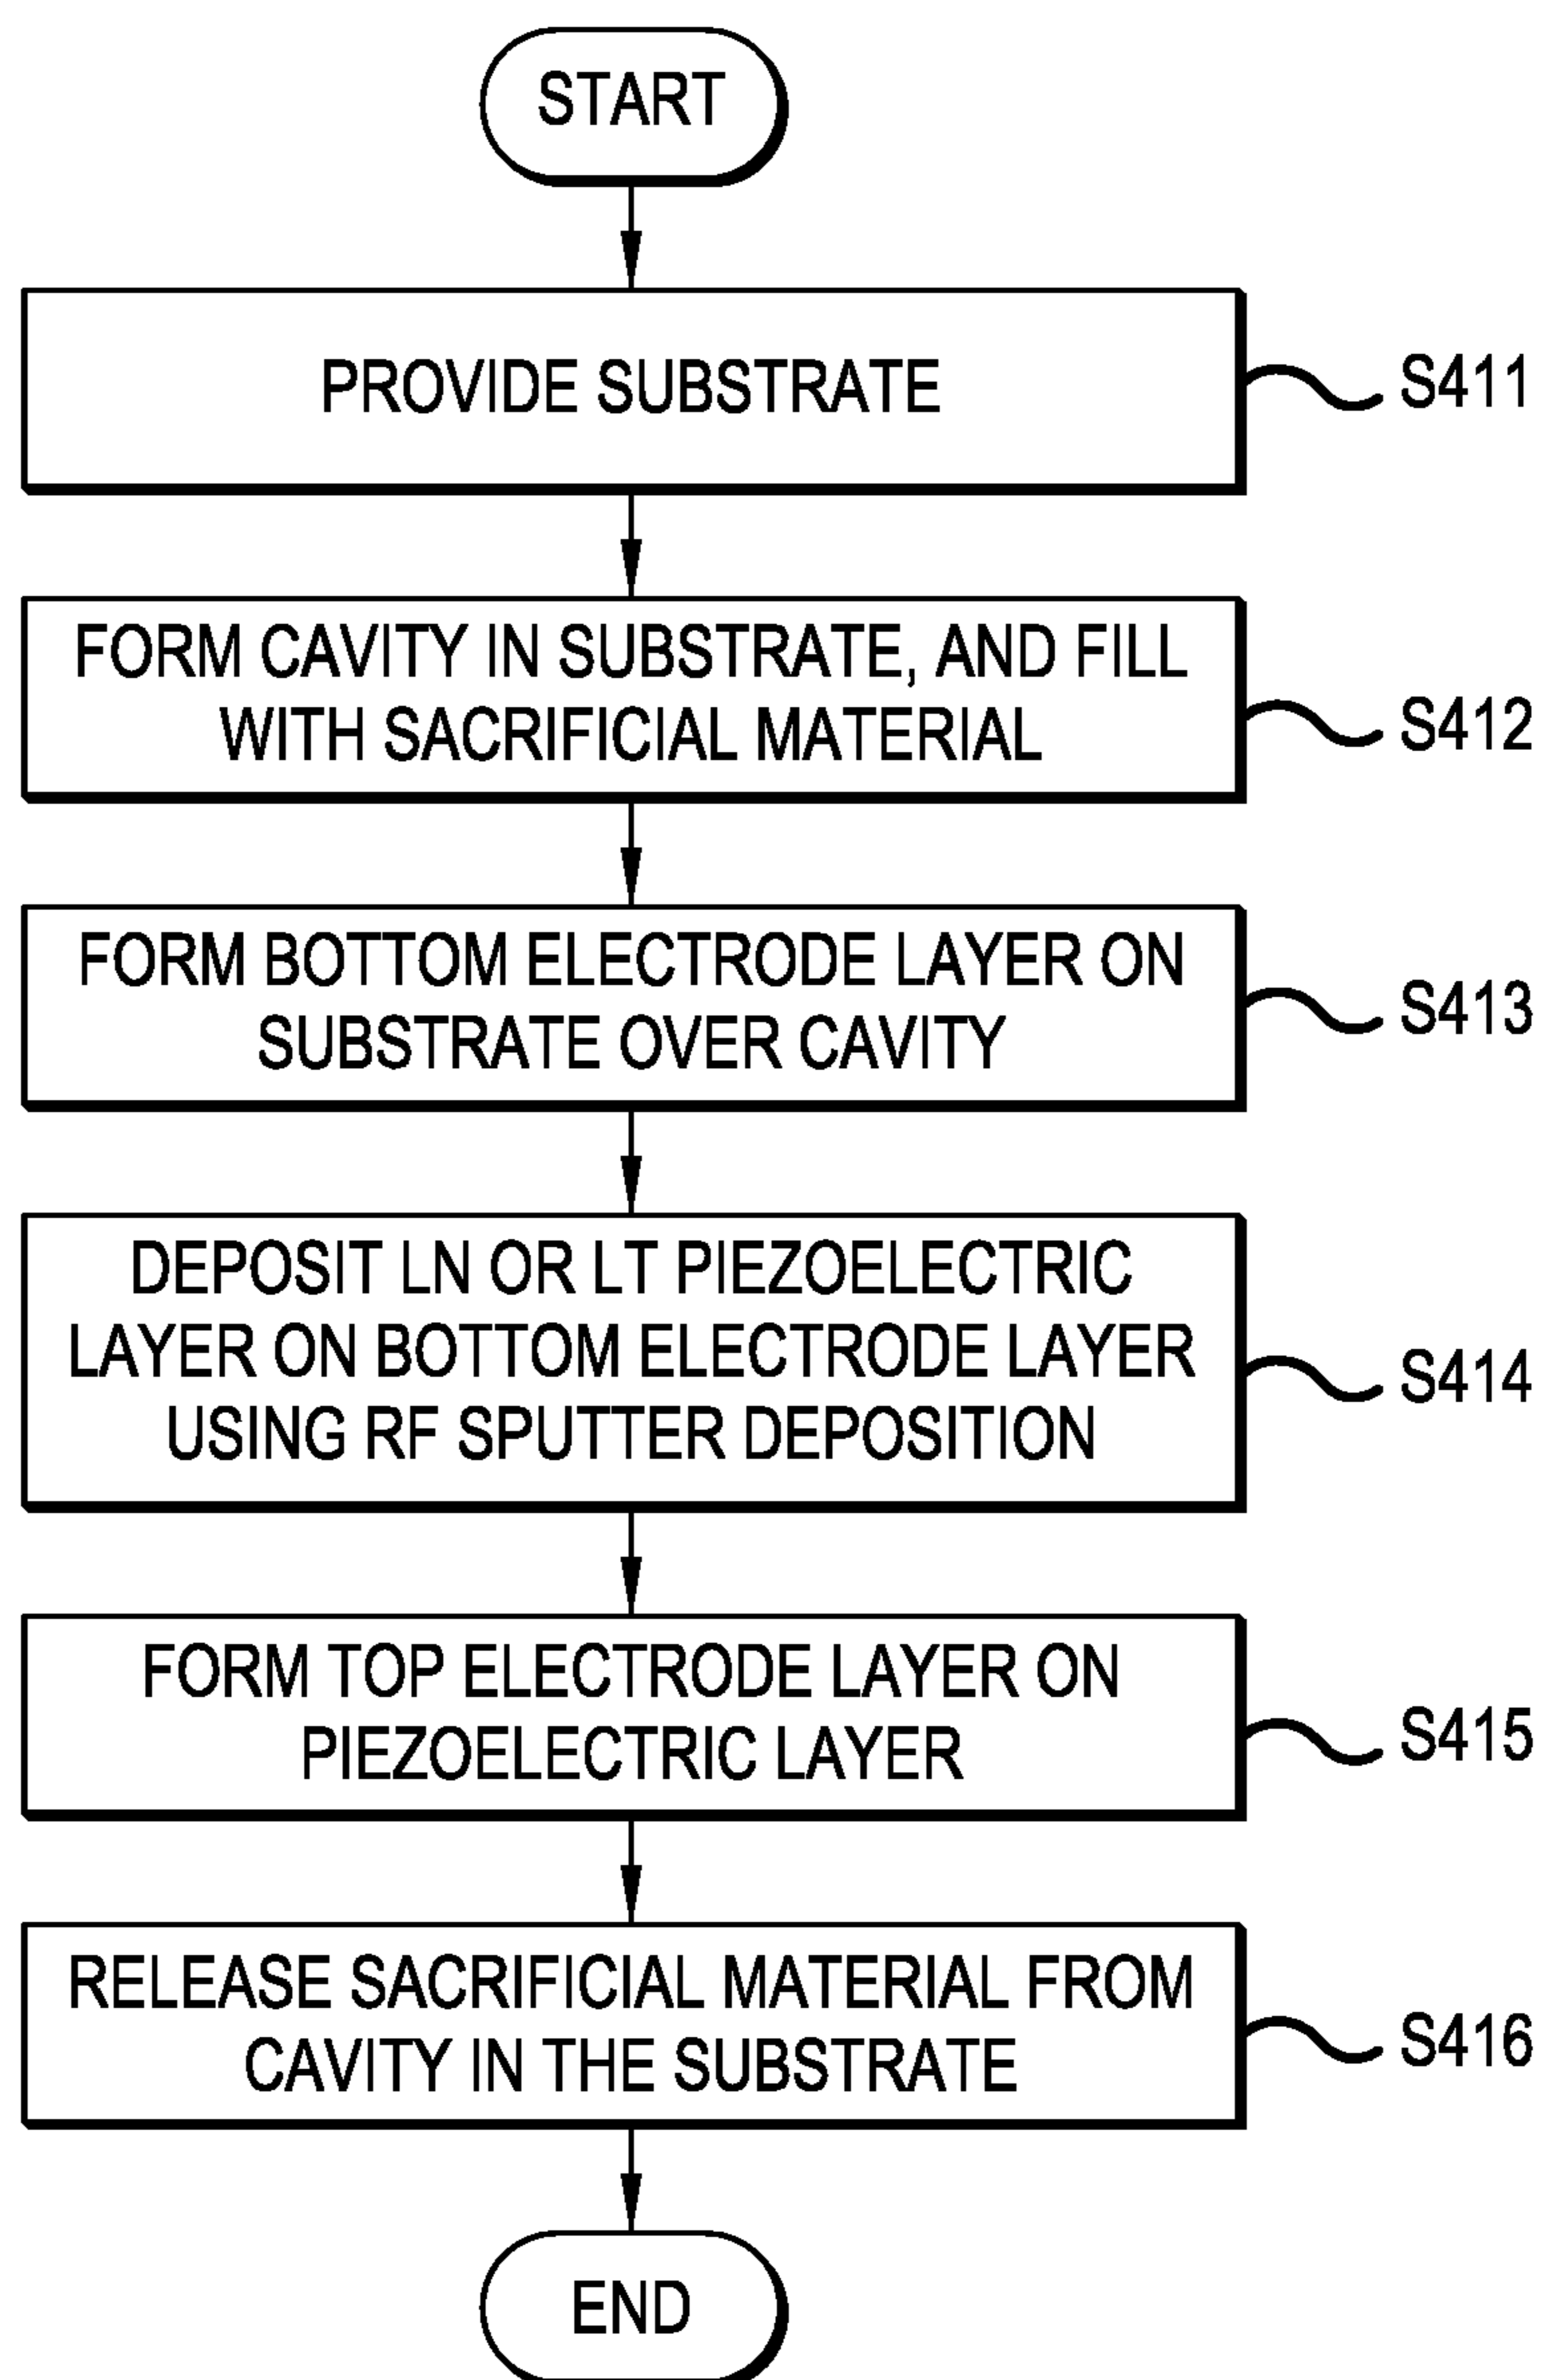 START
PROVIDE SUBSTRATE
S411
FORM CAVITY IN SUBSTRATE, AND FILL
WITH SACRIFICIAL MATERIAL
S412
FORM BOTTOM ELECTRODE LAYER ON
SUBSTRATE OVER CAVITY
S413
DEPOSIT LN OR LT PIEZOELECTRIC
LAYER ON BOTTOM ELECTRODE LAYER
USING RF SPUTTER DEPOSITION
S414
FORM TOP ELECTRODE LAYER ON
PIEZOELECTRIC LAYER
S415
RELEASE SACRIFICIAL MATERIAL FROM
CAVITY IN THE SUBSTRATE
S416
END